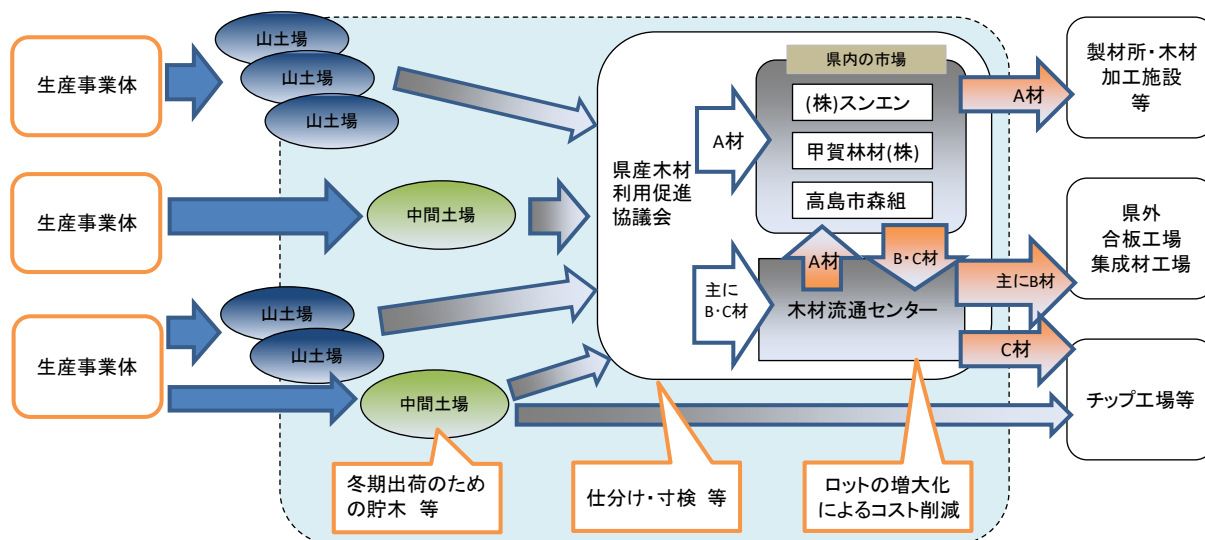 生産事業体
生産事業体
生産事業体
山土場
山土場
山土場
中間土場
山土場
山土場
中間土場
県産木材
利用促進
協議会
A材
主に
B・C材
県内の市場
(株)スンエン
甲賀林材(株)
高島市森組
A材
B・C材
木材流通センター
A材
主にB材
C材
製材所・木材
加工施設
等
県外
合板工場
集成材工場
チップ工場等
冬期出荷のため
の貯木 等
仕分け・寸検 等
ロットの増大化
によるコスト削減